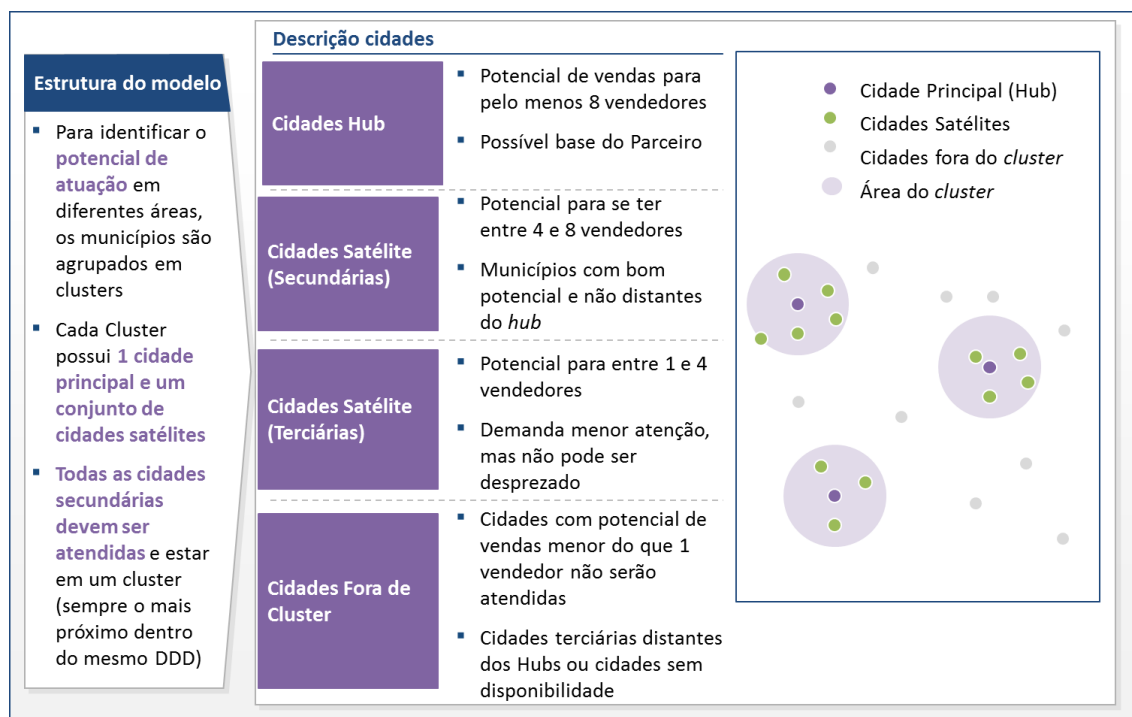 Estrutura do modelo
▪ Para identificar o
potencial de
atuação em
diferentes áreas,
os municípios são
agrupados em
clusters
▪ Cada Cluster
possui 1 cidade
principal e um
conjunto de
cidades satélites
▪ Todas as cidades
secundárias
devem ser
atendidas e estar
em um cluster
(sempre o mais
próximo dentro
do mesmo DDD)
Descrição cidades
Cidades Hub
▪ Potencial de vendas para
pelo menos 8 vendedores
▪ Possível base do Parceiro
Cidades Satélite
(Secundárias)
▪ Potencial para se ter
entre 4 e 8 vendedores
▪ Municípios com bom
potencial e não distantes
do hub
Cidades Satélite
(Terciárias)
▪ Potencial para entre 1 e 4
vendedores
▪ Demanda menor atenção,
mas não pode ser
desprezado
Cidades Fora de
Cluster
▪ Cidades com potencial de
vendas menor do que 1
vendedor não serão
atendidas
▪ Cidades terciárias distantes
dos Hubs ou cidades sem
disponibilidade
Cidade Principal (Hub)
Cidades Satélites
Cidades fora do cluster
Área do cluster